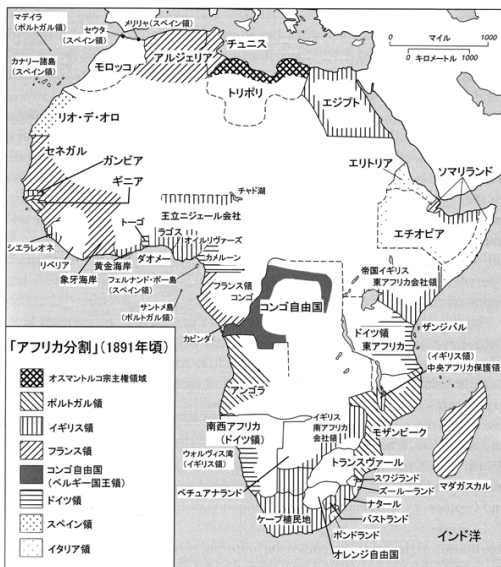 マデイラ
(ポルトガル領)
セウタ
(スペイン領)
メリリャ(スペイン領)
カナリー諸島
(スペイン領)
モロッコ
アルジェリア
チュニス
トリポリ
エジプト
0 マイル 1000
0 キロメートル 1000
リオ・デ・オロ
セネガル
ガンビア
ギニア
チャド湖
王立ニジェール会社
エリトリア
ソマリランド
エチオピア
シエラレオネ
リベリア
象牙海岸
黄金海岸
トーゴ
ダオメー
ラゴス
オイルリヴァーズ
カメルーン
フェルナンド・ポー島
(スペイン領)
サントメ島
(ポルトガル領)
フランス領
コンゴ
カビンダ
コンゴ自由国
帝国イギリス
東アフリカ会社領
ドイツ領
東アフリカ
ザンジバル
(イギリス領)
中央アフリカ保護領
アンゴラ
南西アフリカ
(ドイツ領)
ウォルヴィス湾
(イギリス領)
イギリス
南アフリカ
会社領
モザンビーク
マダガスカル
トランスヴァール
スワジランド
ズールーランド
ナタール
バストランド
ポンドランド
オレンジ自由国
ベチュアナランド
ケープ植民地
インド洋
「アフリカ分割」(1891年頃)
オスマントルコ宗主権領域
ポルトガル領
イギリス領
フランス領
コンゴ自由国
(ベルギー国王領)
ドイツ領
スペイン領
イタリア領